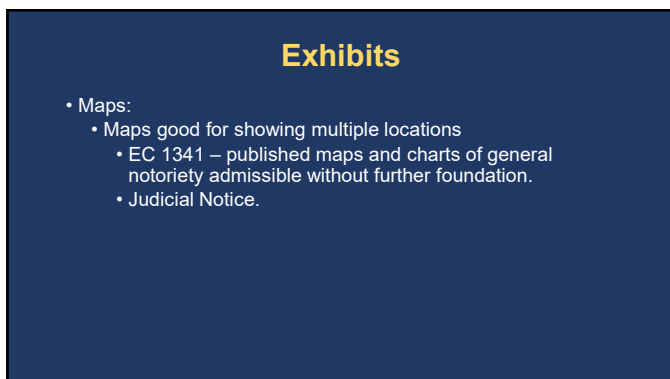 Exhibits
• Maps:
• Maps good for showing multiple locations
• EC 1341 – published maps and charts of general
notoriety admissible without further foundation.
• Judicial Notice.